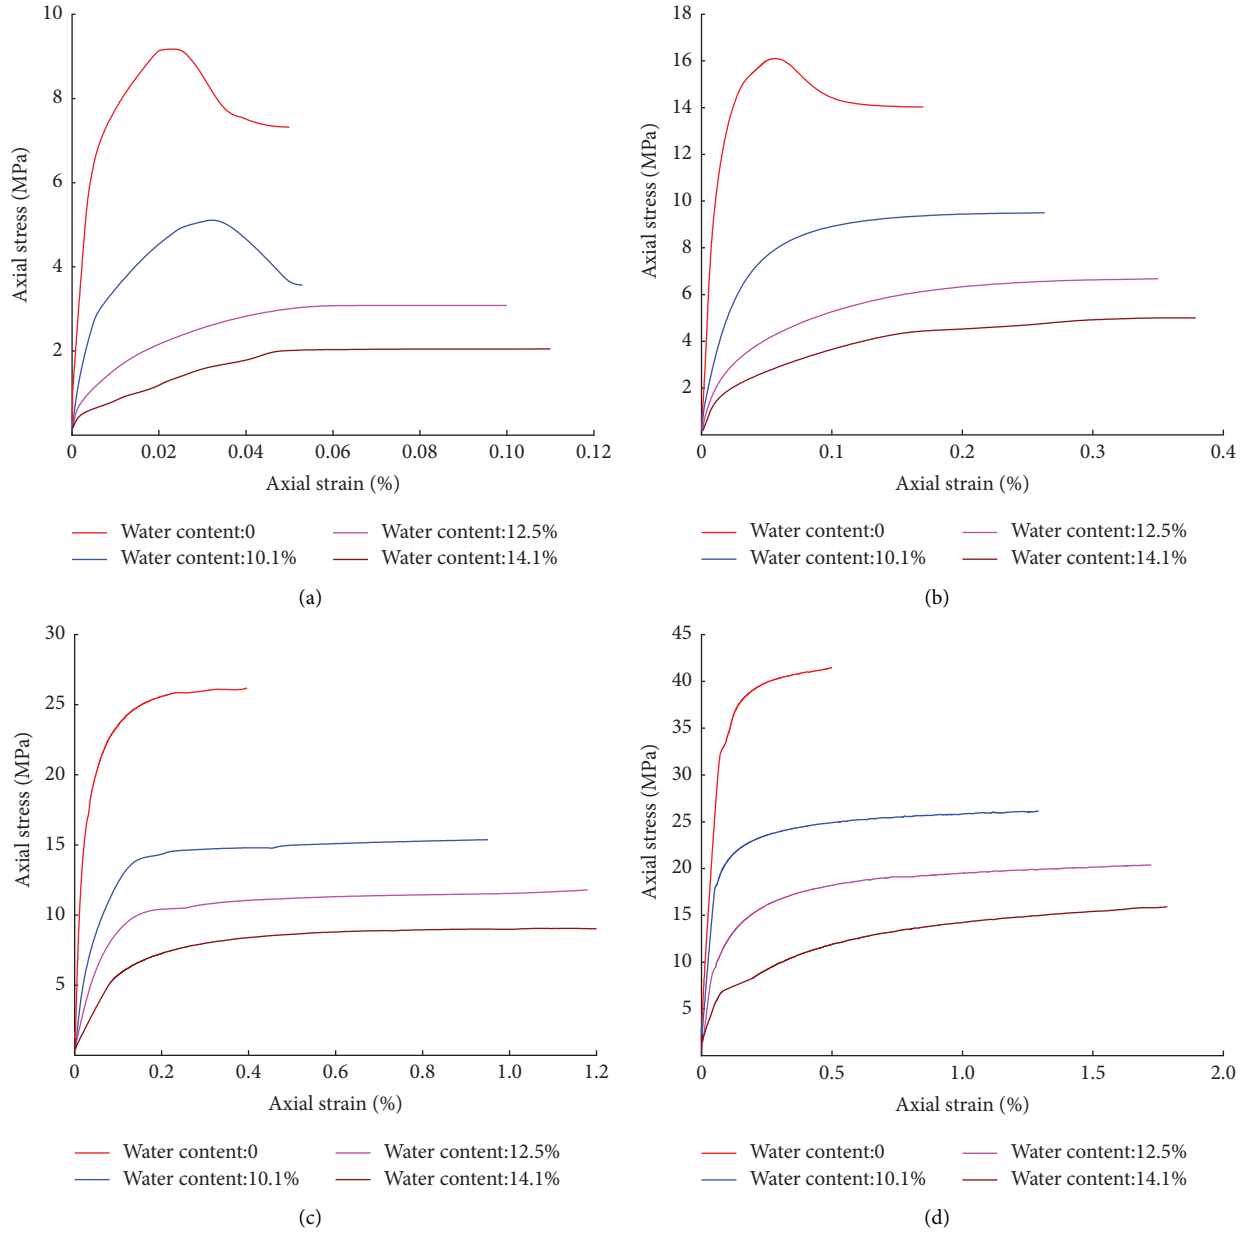 10
8
6
4
2
0
0.02
0.04
0.06
0.08
0.10
0.12
Axial stress (MPa)
Axial strain (%)
Water content:0
Water content:12.5%
Water content:10.1%
Water content:14.1%
(a)
18
16
14
12
10
8
6
4
2
0
0.1
0.2
0.3
0.4
Axial stress (MPa)
Axial strain (%)
Water content:0
Water content:12.5%
Water content:10.1%
Water content:14.1%
(b)
30
25
20
15
10
5
0
0.2
0.4
0.6
0.8
1.0
1.2
Axial stress (MPa)
Axial strain (%)
Water content:0
Water content:12.5%
Water content:10.1%
Water content:14.1%
(c)
45
40
35
30
25
20
15
10
5
0
0.5
1.0
1.5
2.0
Axial stress (MPa)
Axial strain (%)
Water content:0
Water content:12.5%
Water content:10.1%
Water content:14.1%
(d)